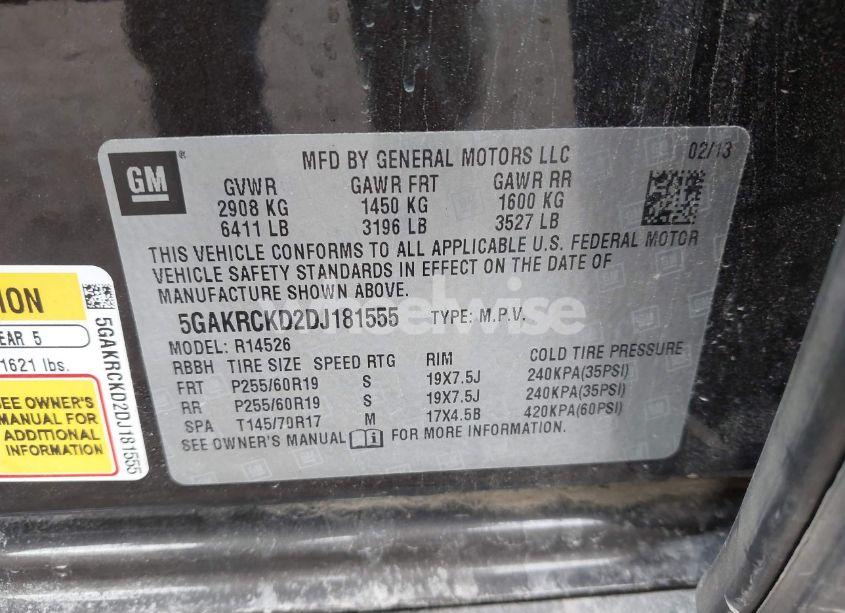 GM ®
MFD BY GENERAL MOTORS LLC 02/13
GVWR GAWR FRT GAWR RR
2908 KG 1450 KG 1600 KG
6411 LB 3196 LB 3527 LB
THIS VEHICLE CONFORMS TO ALL APPLICABLE U.S. FEDERAL MOTOR
VEHICLE SAFETY STANDARDS IN EFFECT ON THE DATE OF
MANUFACTURE SHOWN ABOVE.
5GAKRCKD2DJ181555 TYPE: M.P.V.
MODEL: R14526
RBBH TIRE SIZE SPEED RTG RIM COLD TIRE PRESSURE
FRT P255/60R19 S 19X7.5J 240KPA(35PSI)
RR P255/60R19 S 19X7.5J 240KPA(35PSI)
SPA T145/70R17 M 17X4.5B 420KPA(60PSI)
SEE OWNER'S MANUAL FOR MORE INFORMATION.
EAR 5
1621 lbs.
SEE OWNER'S
MANUAL FOR
ADDITIONAL
INFORMATION
5GAKRCKD2DJ181555